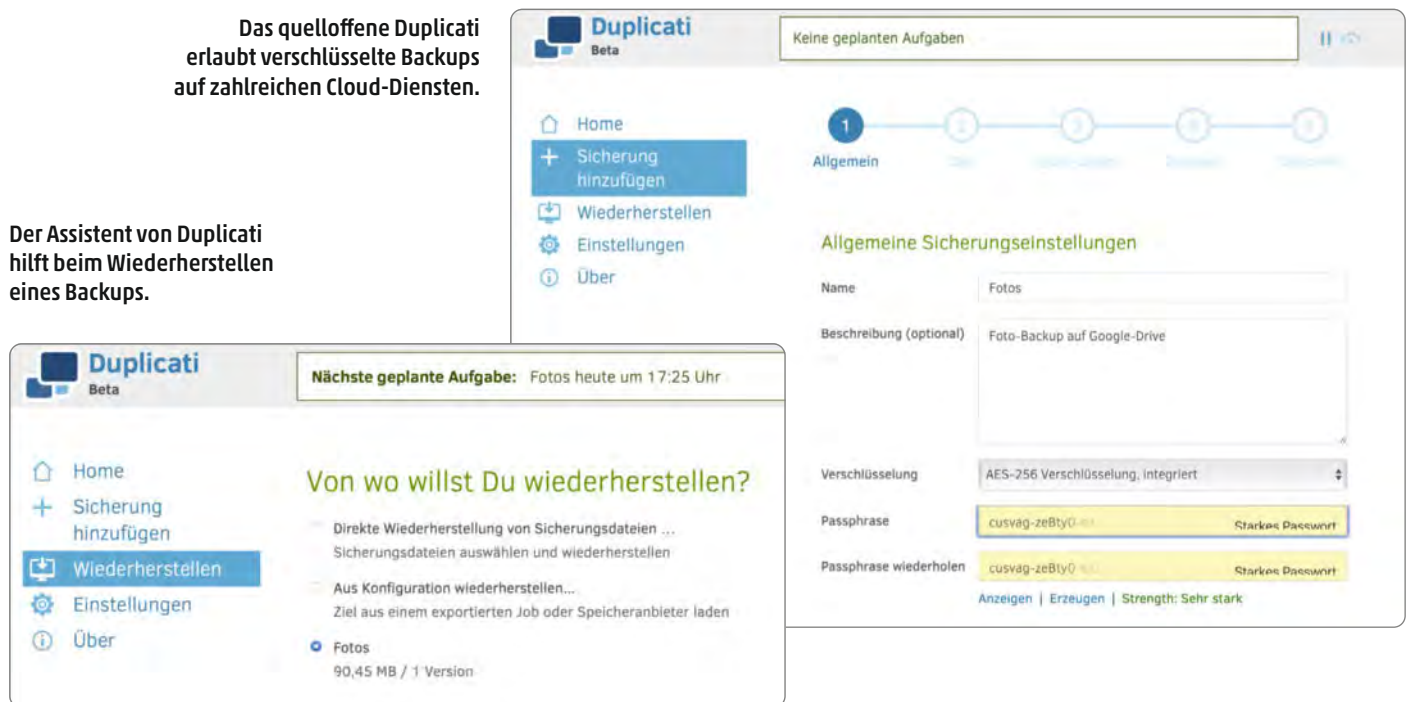 Das quelloffene Duplicati
erlaubt verschlüsselte Backups
auf zahlreichen Cloud-Diensten.
Duplicati
Beta
Keine geplanten Aufgaben
Home
Sicherung
hinzufügen
Wiederherstellen
Einstellungen
Über
1
Allgemein
Allgemeine Sicherungseinstellungen
Name
Fotos
Beschreibung (optional)
Foto-Backup auf Google-Drive
Verschlüsselung
AES-256 Verschlüsselung, integriert
Passphrase
cusvag-zeBty0
Starkes Passwort
Passphrase wiederholen
cusvag-zeBty0
Starkes Passwort
Anzeigen | Erzeugen | Strength: Sehr stark
Der Assistent von Duplicati
hilft beim Wiederherstellen
eines Backups.
Duplicati
Beta
Nächste geplante Aufgabe: Fotos heute um 17:25 Uhr
Home
Sicherung
hinzufügen
Wiederherstellen
Einstellungen
Über
Von wo willst Du wiederherstellen?
Direkte Wiederherstellung von Sicherungsdateien ...
Sicherungsdateien auswählen und wiederherstellen
Aus Konfiguration wiederherstellen...
Ziel aus einem exportierten Job oder Speicheranbieter laden
Fotos
90,45 MB / 1 Version